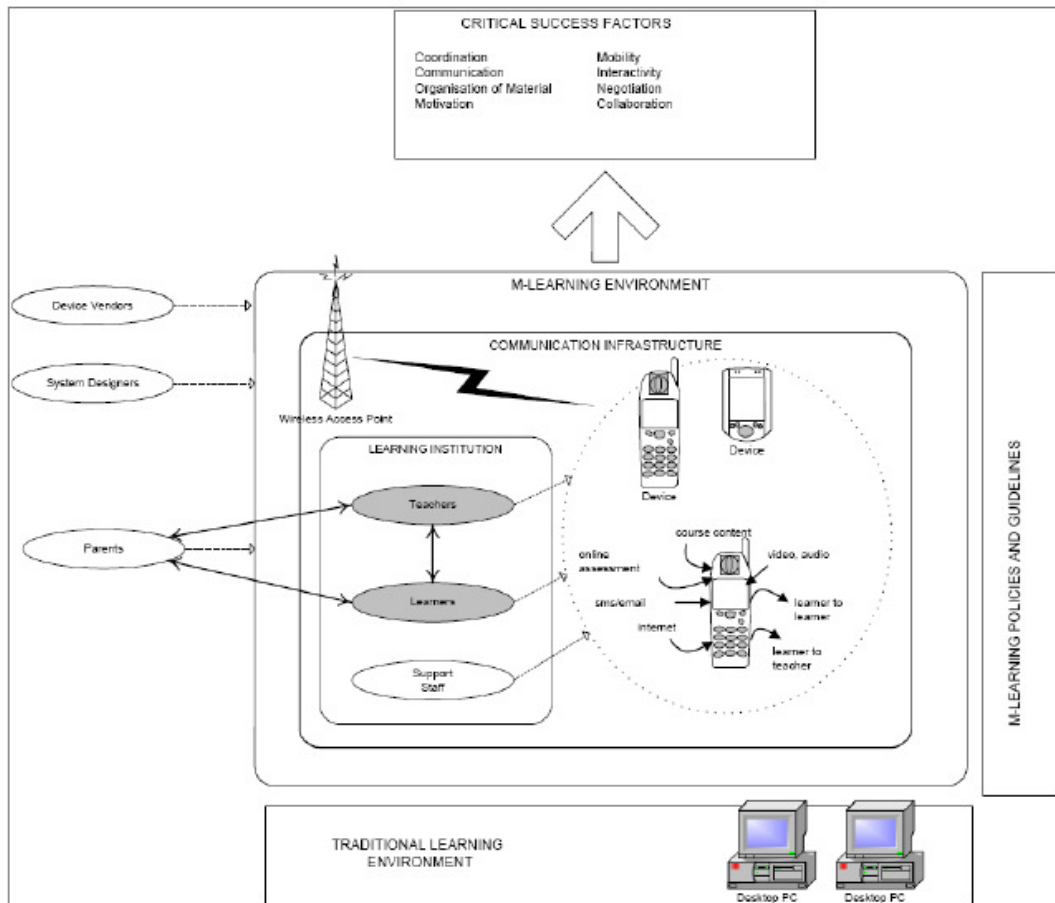 CRITICAL SUCCESS FACTORS
Coordination
Communication
Organisation of Material
Motivation
Mobility
Interactivity
Negotiation
Collaboration
M-LEARNING ENVIRONMENT
Device Vendors
System Designers
Parents
COMMUNICATION INFRASTRUCTURE
Wireless Access Point
LEARNING INSTITUTION
Teachers
Learners
Support
Staff
Device
Device
course content
online
assessment
video, audio
sms/email
learner to
learner
internet
learner to
teacher
M-LEARNING POLICIES AND GUIDELINES
TRADITIONAL LEARNING
ENVIRONMENT
Desktop PC
Desktop PC